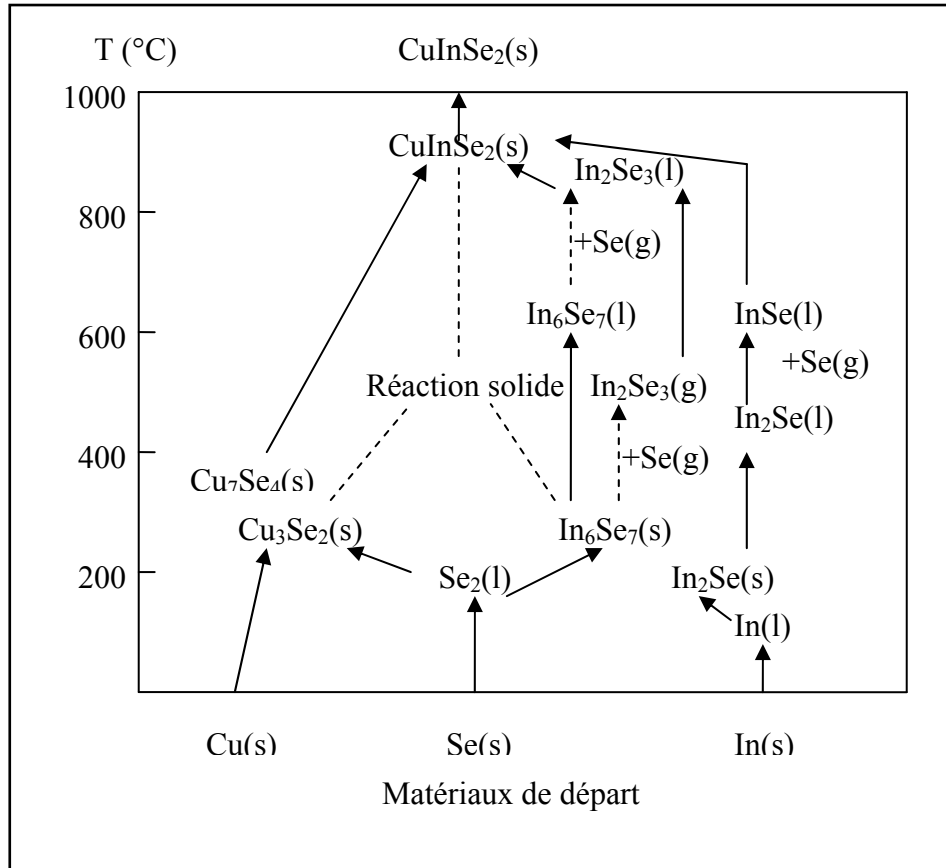 T (°C) CuInSe₂(s)
1000
CuInSe₂(s)
In₂Se₃(l)
800
+Se(g)
In₆Se₇(l) InSe(l)
600
+Se(g)
Réaction solide In₂Se₃(g)
In₂Se(l)
400
+Se(g)
Cu₇Se₄(s)
Cu₃Se₂(s) In₆Se₇(s)
200 Se₂(l) In₂Se(s)
In(l)
Cu(s) Se(s) In(s)
Matériaux de départ